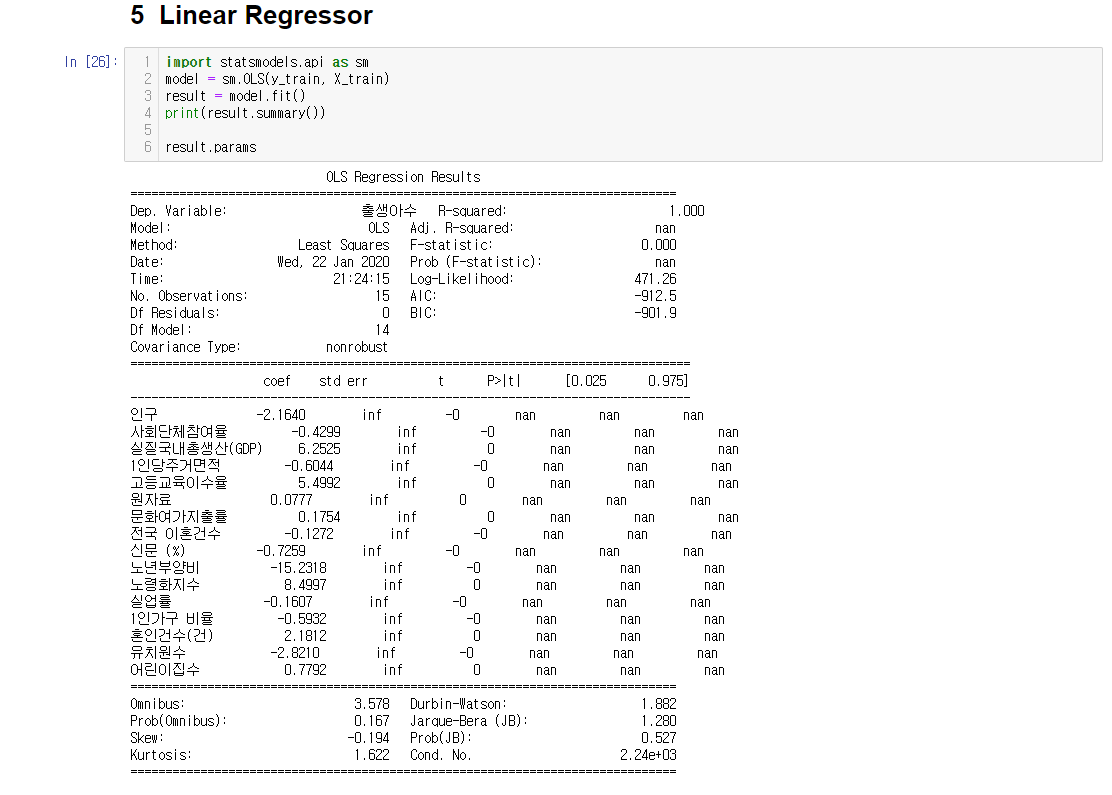 5 Linear Regressor
In [26]:
1 import statsmodels.api as sm
2 model = sm.OLS(y_train, X_train)
3 result = model.fit()
4 print(result.summary())
5
6 result.params
OLS Regression Results
==============================================================================
Dep. Variable: 출생아수 R-squared: 1.000
Model: OLS Adj. R-squared: nan
Method: Least Squares F-statistic: 0.000
Date: Wed, 22 Jan 2020 Prob (F-statistic): nan
Time: 21:24:15 Log-Likelihood: 471.26
No. Observations: 15 AIC: -912.5
Df Residuals: 0 BIC: -901.9
Df Model: 14
Covariance Type: nonrobust
================================================================================
coef std err t P>|t| [0.025 0.975]
--------------------------------------------------------------------------------
인구 -2.1640 inf -0 nan nan nan
사회단체참여율 -0.4299 inf -0 nan nan nan
실질국내총생산(GDP) 6.2525 inf 0 nan nan nan
1인당주거면적 -0.6044 inf -0 nan nan nan
고등교육이수율 5.4992 inf 0 nan nan nan
원자료 0.0777 inf 0 nan nan nan
문화여가지출률 0.1754 inf 0 nan nan nan
전국 이혼건수 -0.1272 inf -0 nan nan nan
신문 (%) -0.7259 inf -0 nan nan nan
노년부양비 -15.2318 inf -0 nan nan nan
노령화지수 8.4997 inf 0 nan nan nan
실업률 -0.1607 inf -0 nan nan nan
1인가구 비율 -0.5932 inf -0 nan nan nan
혼인건수(건) 2.1812 inf 0 nan nan nan
유치원수 -2.8210 inf -0 nan nan nan
어린이집수 0.7792 inf 0 nan nan nan
==============================================================================
Omnibus: 3.578 Durbin-Watson: 1.882
Prob(Omnibus): 0.167 Jarque-Bera (JB): 1.280
Skew: -0.194 Prob(JB): 0.527
Kurtosis: 1.622 Cond. No. 2.24e+03
==============================================================================